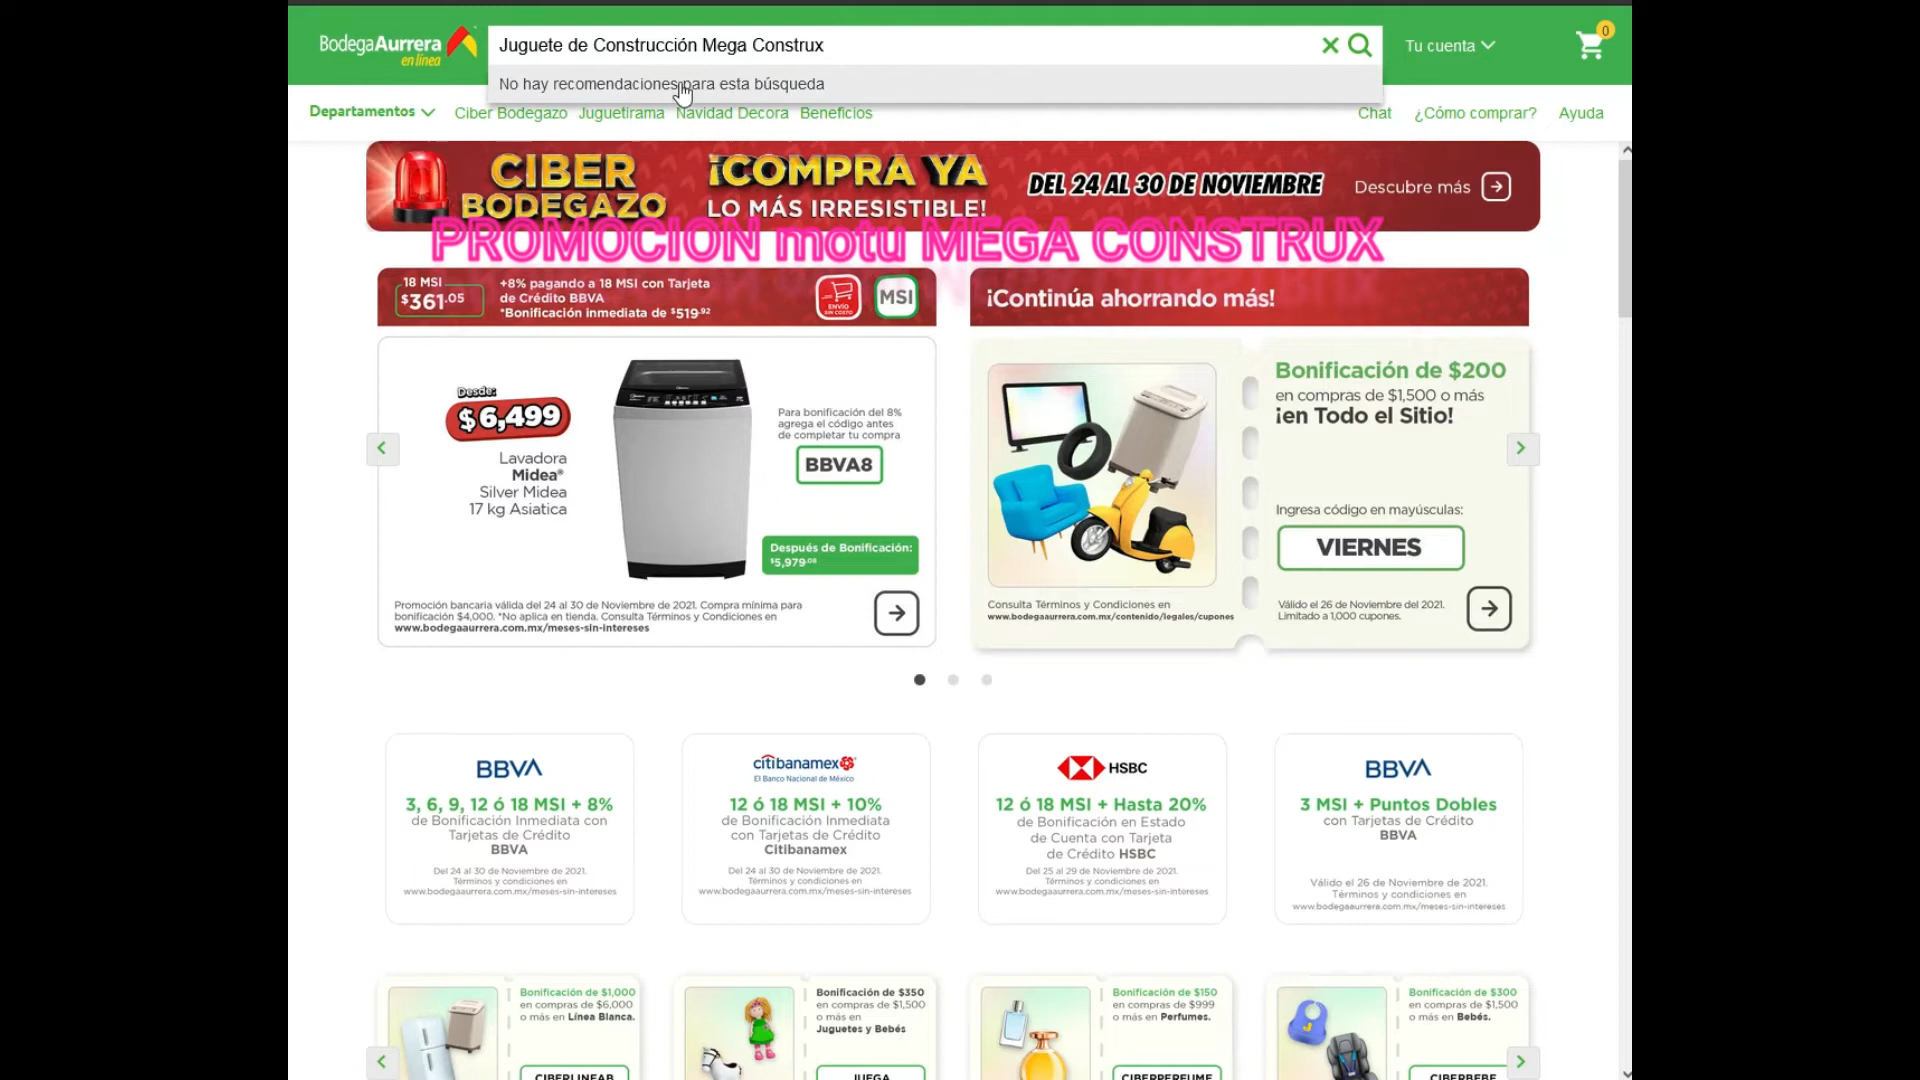 BodegaAurrera
en línea
Juguete de Construcción Mega Construx
Tu cuenta
0
No hay recomendaciones para esta búsqueda
Departamentos
Ciber Bodegazo
Juguetirama
Navidad Decora
Beneficios
Chat
¿Cómo comprar?
Ayuda
CIBER
BODEGAZO
¡COMPRA YA
LO MÁS IRRESISTIBLE!
DEL 24 AL 30 DE NOVIEMBRE
Descubre más
PROMOCION motu MEGA CONSTRUX
18 MSI
$361.05
+8% pagando a 18 MSI con Tarjeta
de Crédito BBVA
*Bonificación inmediata de $519.92
ENVÍO
SIN COSTO
MSI
¡Continúa ahorrando más!
Desde:
$6,499
Lavadora
Midea®
Silver Midea
17 kg Asiatica
Para bonificación del 8%
agrega el código antes
de completar tu compra
BBVA8
Después de Bonificación:
$5,979.08
Promoción bancaria válida del 24 al 30 de Noviembre de 2021. Compra mínima para
bonificación $4,000. *No aplica en tienda. Consulta Términos y Condiciones en
www.bodegaaurrera.com.mx/meses-sin-intereses
Bonificación de $200
en compras de $1,500 o más
¡en Todo el Sitio!
Ingresa código en mayúsculas:
VIERNES
Consulta Términos y Condiciones en
www.bodegaaurrera.com.mx/contenido/legales/cupones
Válido el 26 de Noviembre del 2021.
Limitado a 1,000 cupones.
BBVA
3, 6, 9, 12 ó 18 MSI + 8%
de Bonificación Inmediata con
Tarjetas de Crédito
BBVA
Del 24 al 30 de Noviembre de 2021.
Términos y condiciones en
www.bodegaaurrera.com.mx/meses-sin-intereses
citibanamex
El Banco Nacional de México
12 ó 18 MSI + 10%
de Bonificación Inmediata
con Tarjetas de Crédito
Citibanamex
Del 24 al 30 de Noviembre de 2021.
Términos y condiciones en
www.bodegaaurrera.com.mx/meses-sin-intereses
HSBC
12 ó 18 MSI + Hasta 20%
de Bonificación en Estado
de Cuenta con Tarjeta
de Crédito HSBC
Del 25 al 29 de Noviembre de 2021.
Términos y condiciones en
www.bodegaaurrera.com.mx/meses-sin-intereses
BBVA
3 MSI + Puntos Dobles
con Tarjetas de Crédito
BBVA
Válido el 26 de Noviembre de 2021.
Términos y condiciones en
www.bodegaaurrera.com.mx/meses-sin-intereses
Bonificación de $1,000
en compras de $6,000
o más en Línea Blanca.
CIBERLINEAB
Bonificación de $350
en compras de $1,500
o más en
Juguetes y Bebés
JUEGA
Bonificación de $150
en compras de $999
o más en Perfumes.
CIBERPERFUME
Bonificación de $300
en compras de $1,500
o más en Bebés.
CIBERBEBE